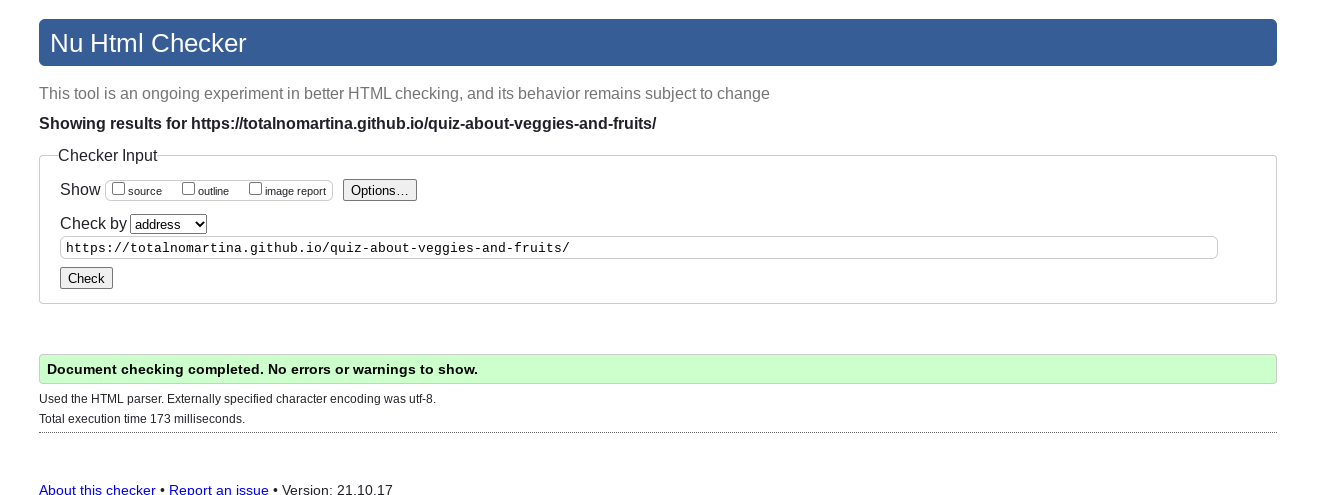 Nu Html Checker
This tool is an ongoing experiment in better HTML checking, and its behavior remains subject to change
Showing results for https://totalnomartina.github.io/quiz-about-veggies-and-fruits/
Checker Input
Show source outline image report Options...
Check by address
https://totalnomartina.github.io/quiz-about-veggies-and-fruits/
Check
Document checking completed. No errors or warnings to show.
Used the HTML parser. Externally specified character encoding was utf-8.
Total execution time 173 milliseconds.
About this checker • Report an issue • Version: 21.10.17